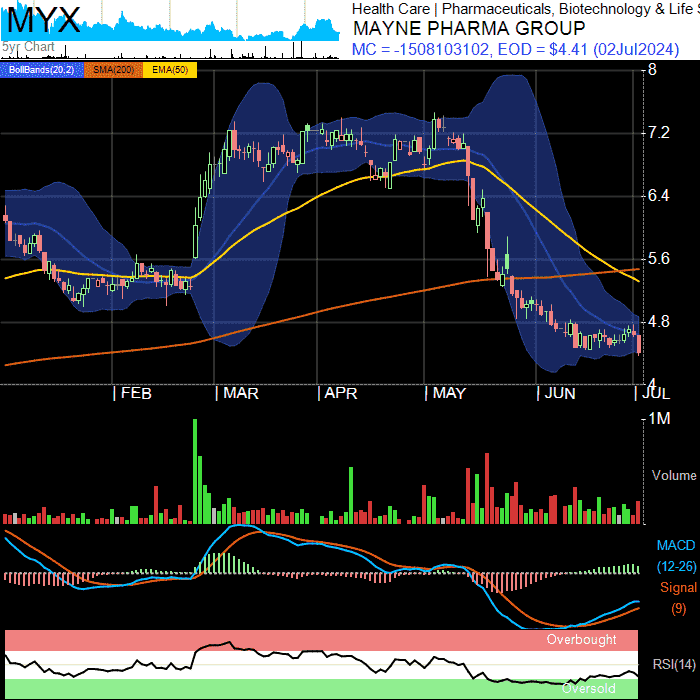 MYX
5yr Chart
Health Care | Pharmaceuticals, Biotechnology & Life S
MAYNE PHARMA GROUP
MC = -1508103102, EOD = $4.41 (02Jul2024)
BollBands(20,2) SMA(200) EMA(50)
8
7.2
6.4
5.6
4.8
4
FEB MAR APR MAY JUN JUL
1M
Volume
MACD
(12-26)
Signal
(9)
Overbought
RSI(14)
Oversold